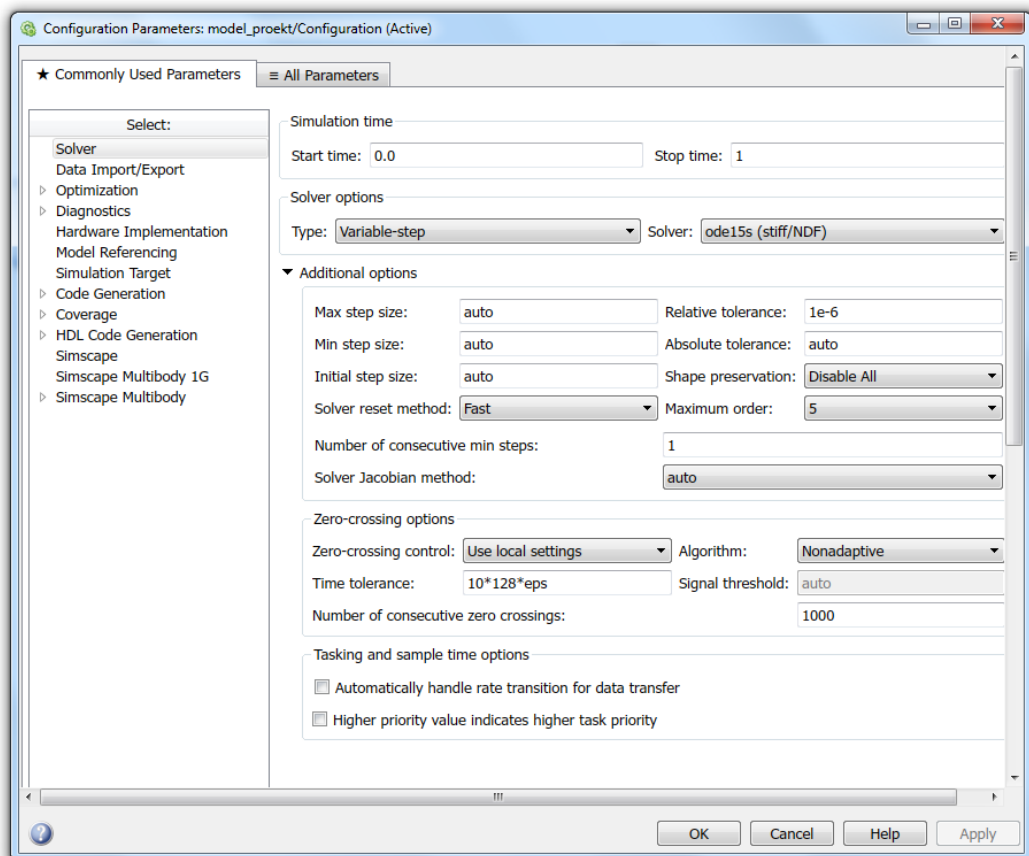 Configuration Parameters: model_proekt/Configuration (Active)
★ Commonly Used Parameters
≡ All Parameters
Select:
Solver
Data Import/Export
Optimization
Diagnostics
Hardware Implementation
Model Referencing
Simulation Target
Code Generation
Coverage
HDL Code Generation
Simscape
Simscape Multibody 1G
Simscape Multibody
Simulation time
Start time: 0.0 Stop time: 1
Solver options
Type: Variable-step Solver: ode15s (stiff/NDF)
Additional options
Max step size: auto Relative tolerance: 1e-6
Min step size: auto Absolute tolerance: auto
Initial step size: auto Shape preservation: Disable All
Solver reset method: Fast Maximum order: 5
Number of consecutive min steps: 1
Solver Jacobian method: auto
Zero-crossing options
Zero-crossing control: Use local settings Algorithm: Nonadaptive
Time tolerance: 10*128*eps Signal threshold: auto
Number of consecutive zero crossings: 1000
Tasking and sample time options
Automatically handle rate transition for data transfer
Higher priority value indicates higher task priority
OK Cancel Help Apply